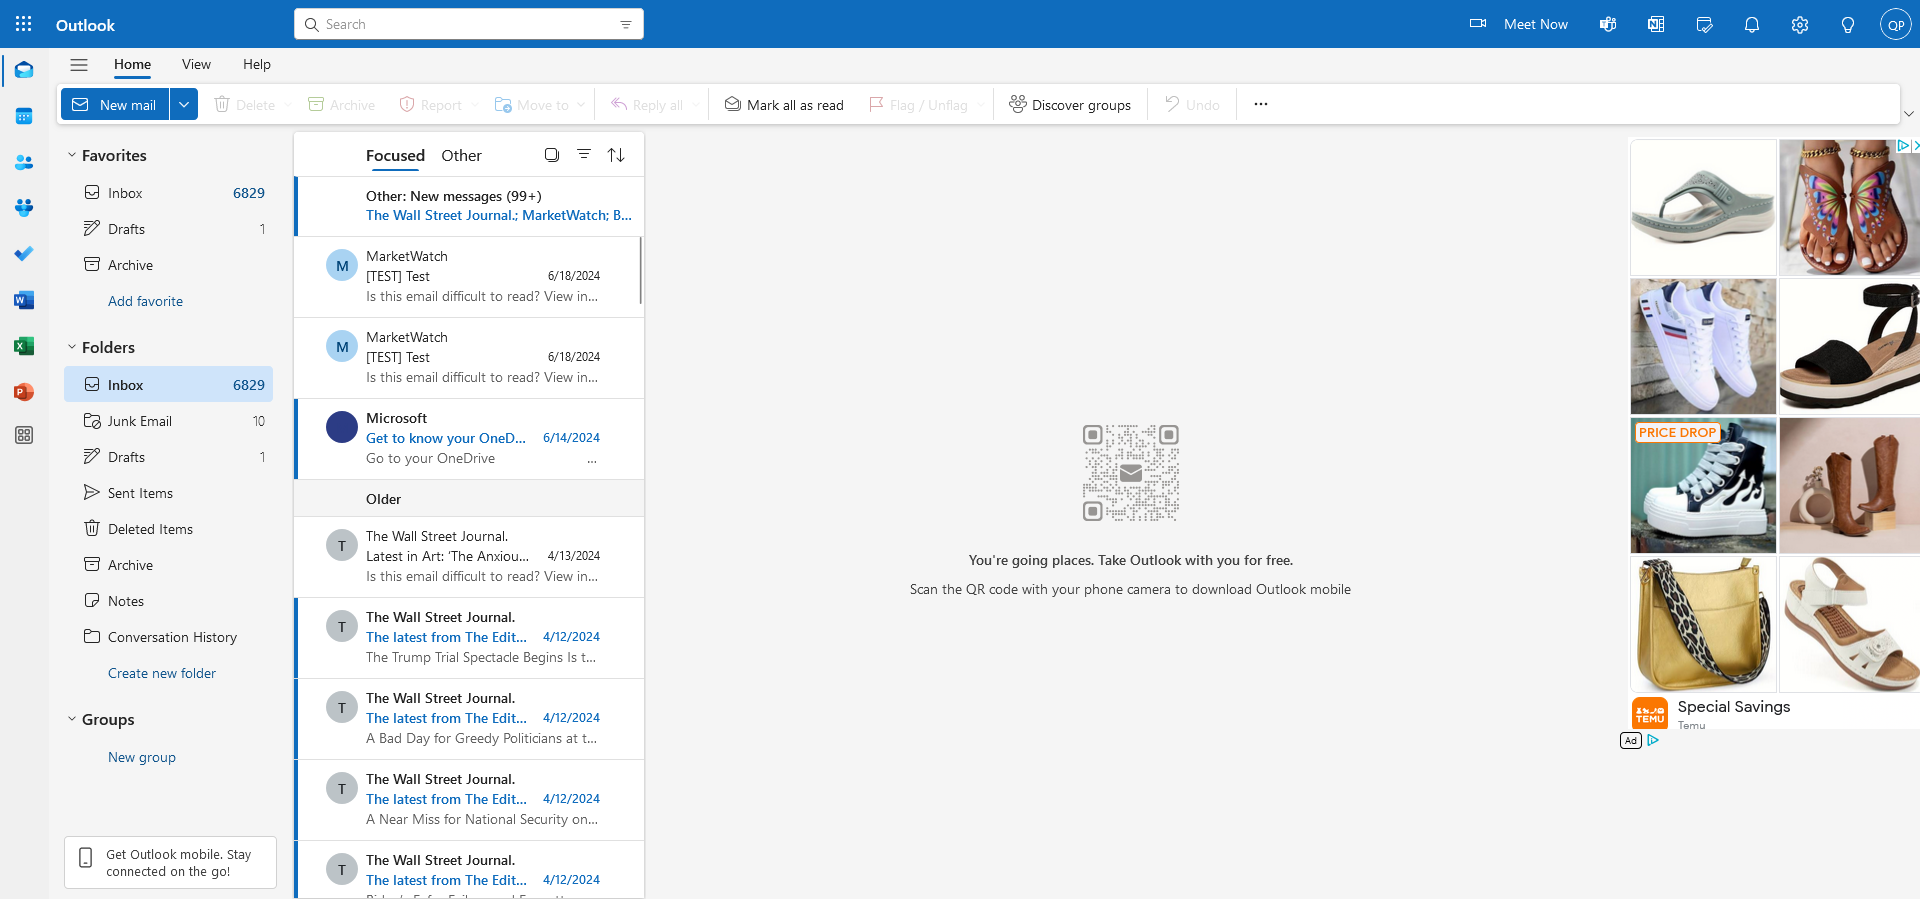 Outlook
Search
Meet Now
QP
Home
View
Help
New mail
Delete
Archive
Report
Move to
Reply all
Mark all as read
Flag / Unflag
Discover groups
Undo
Favorites
Inbox 6829
Drafts 1
Archive
Add favorite
Folders
Inbox 6829
Junk Email 10
Drafts 1
Sent Items
Deleted Items
Archive
Notes
Conversation History
Create new folder
Groups
New group
Get Outlook mobile. Stay
connected on the go!
Focused
Other
Other: New messages (99+)
The Wall Street Journal.; MarketWatch; B...
M
MarketWatch
[TEST] Test 6/18/2024
Is this email difficult to read? View in...
M
MarketWatch
[TEST] Test 6/18/2024
Is this email difficult to read? View in...
Microsoft
Get to know your OneD... 6/14/2024
Go to your OneDrive ...
Older
T
The Wall Street Journal.
Latest in Art: 'The Anxiou... 4/13/2024
Is this email difficult to read? View in...
T
The Wall Street Journal.
The latest from The Edit... 4/12/2024
The Trump Trial Spectacle Begins Is t...
T
The Wall Street Journal.
The latest from The Edit... 4/12/2024
A Bad Day for Greedy Politicians at t...
T
The Wall Street Journal.
The latest from The Edit... 4/12/2024
A Near Miss for National Security on...
T
The Wall Street Journal.
The latest from The Edit... 4/12/2024
You're going places. Take Outlook with you for free.
Scan the QR code with your phone camera to download Outlook mobile
PRICE DROP
TEMU
Special Savings
Temu
Ad